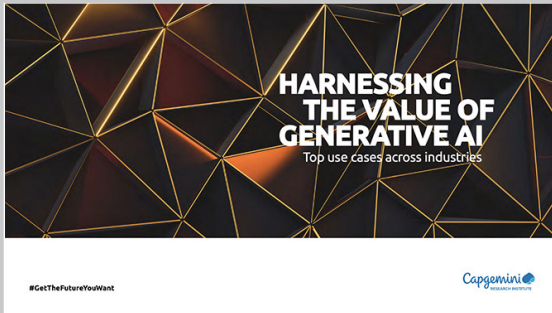 HARNESSING
THE VALUE OF
GENERATIVE AI
Top use cases across industries
#GetTheFutureYouWant
Capgemini
RESEARCH INSTITUTE